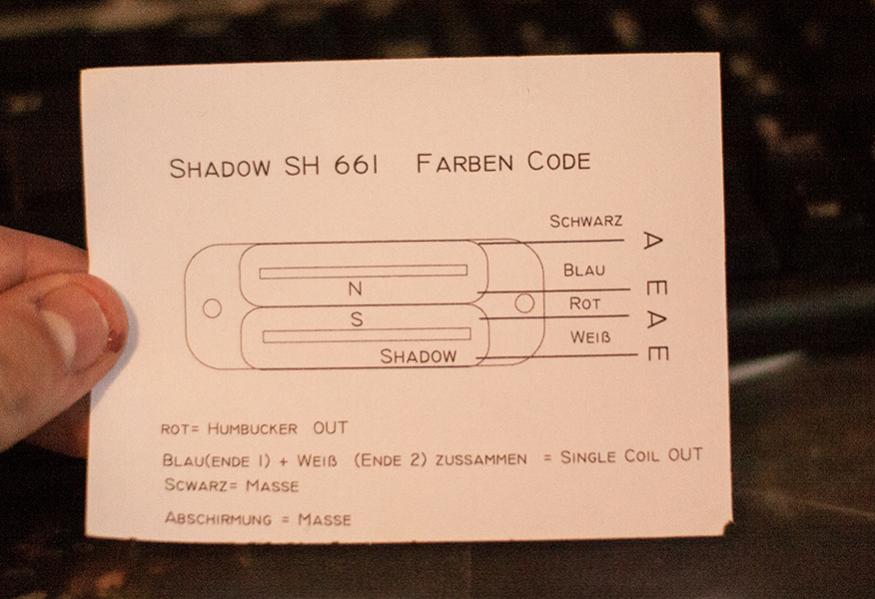 SHADOW SH 661 FARBEN CODE
SCHWARZ A
BLAU E
N
ROT A
S
WEIß E
SHADOW
ROT= HUMBUCKER OUT
BLAU(ENDE 1) + WEIß (ENDE 2) ZUSSAMMEN = SINGLE COIL OUT
SCWARZ= MASSE
ABSCHIRMUNG = MASSE